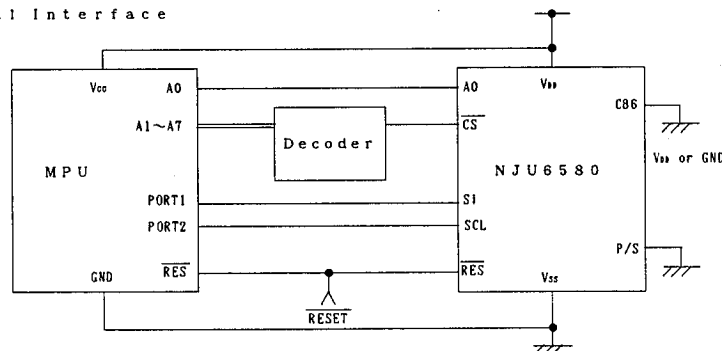 l Interface
Vcc
A0
A1~A7
MPU
PORT1
PORT2
RES
GND
Decoder
RESET
VDD
A0
C86
CS
VDD or GND
NJU6580
SI
SCL
P/S
RES
VSS